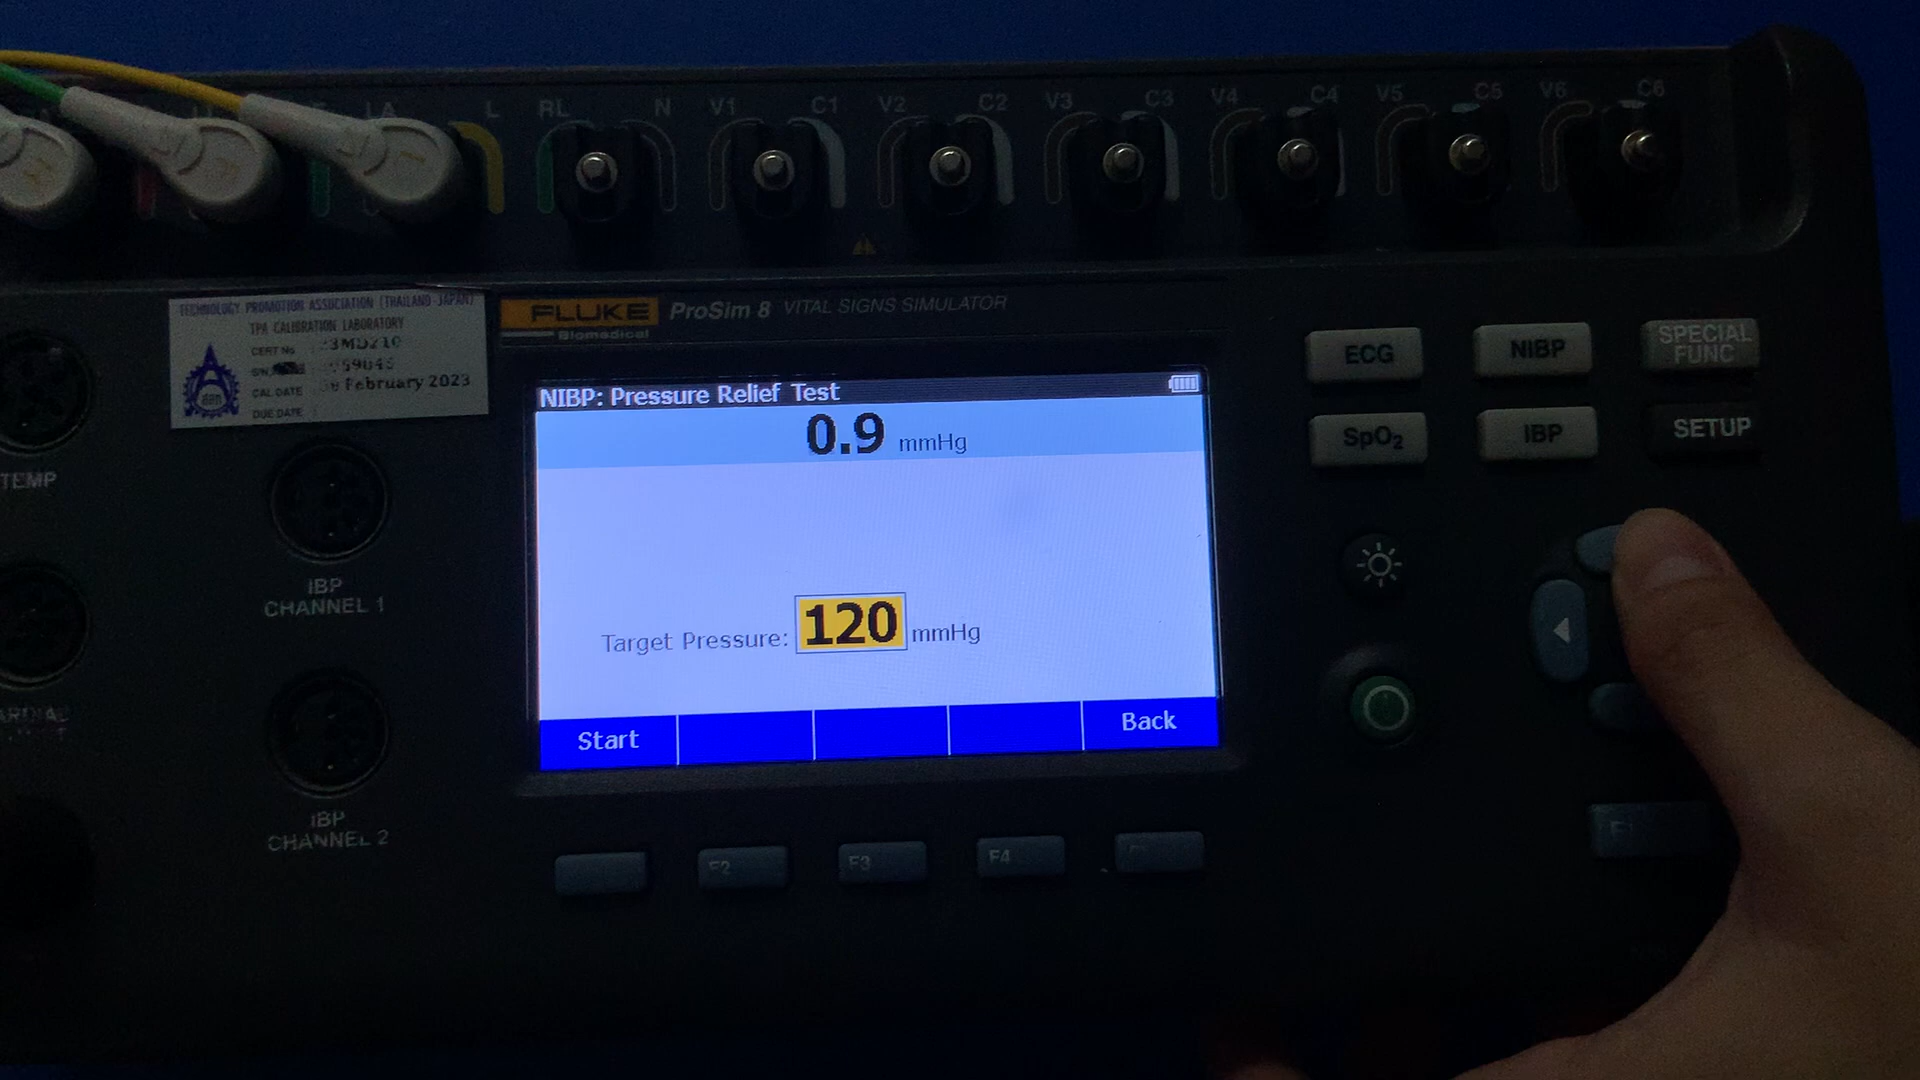 LA L RL N V1 C1 V2 C2 V3 C3 V4 C4 V5 C5 V6 C6
TECHNOLOGY PROMOTION ASSOCIATION (THAILAND-JAPAN)
TPA CALIBRATION LABORATORY
CERT No.
CAL DATE February 2023
DUE DATE
FLUKE
Biomedical
ProSim 8 VITAL SIGNS SIMULATOR
NIBP: Pressure Relief Test
0.9 mmHg
Target Pressure: 120 mmHg
Start
Back
ECG
NIBP
SPECIAL
FUNC
SpO2
IBP
SETUP
TEMP
IBP
CHANNEL 1
IBP
CHANNEL 2
F2
F3
F4